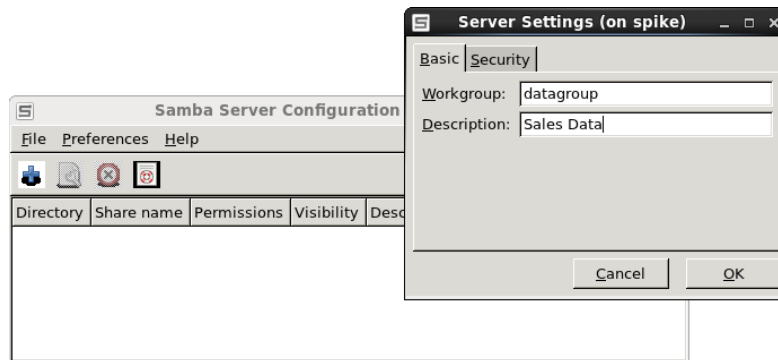 Server Settings (on spike)
Basic Security
Workgroup: datagroup
Description: Sales Data
Cancel OK
Samba Server Configuration
File Preferences Help
Directory Share name Permissions Visibility Desc